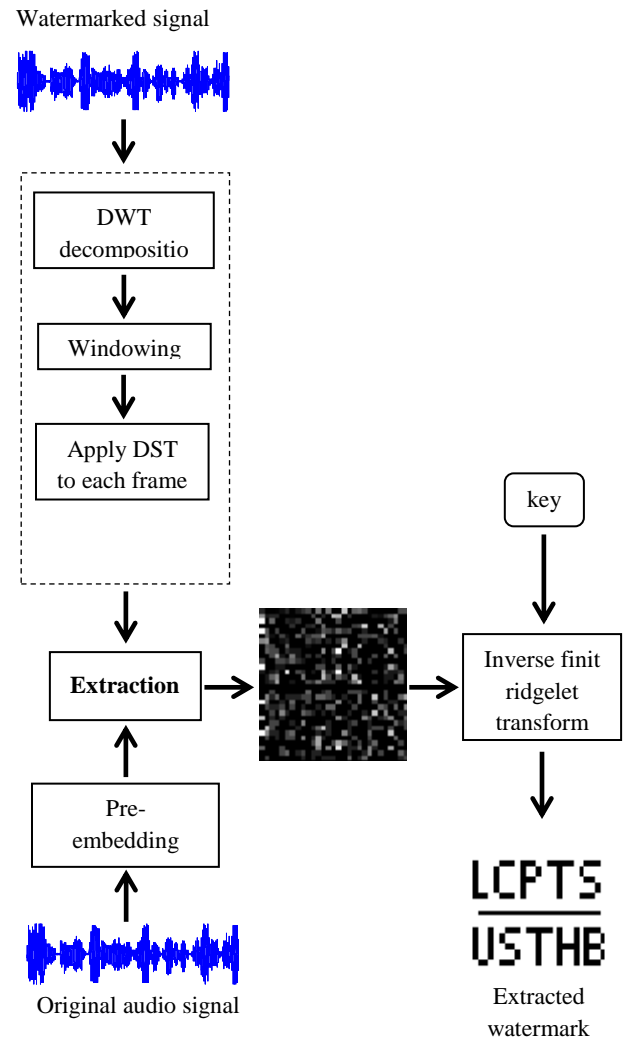 Watermarked signal
DWT
decompositio
Windowing
Apply DST
to each frame
key
Extraction
Inverse finit
ridgelet
transform
Pre-
embedding
LCPTS
USTHB
Original audio signal
Extracted
watermark